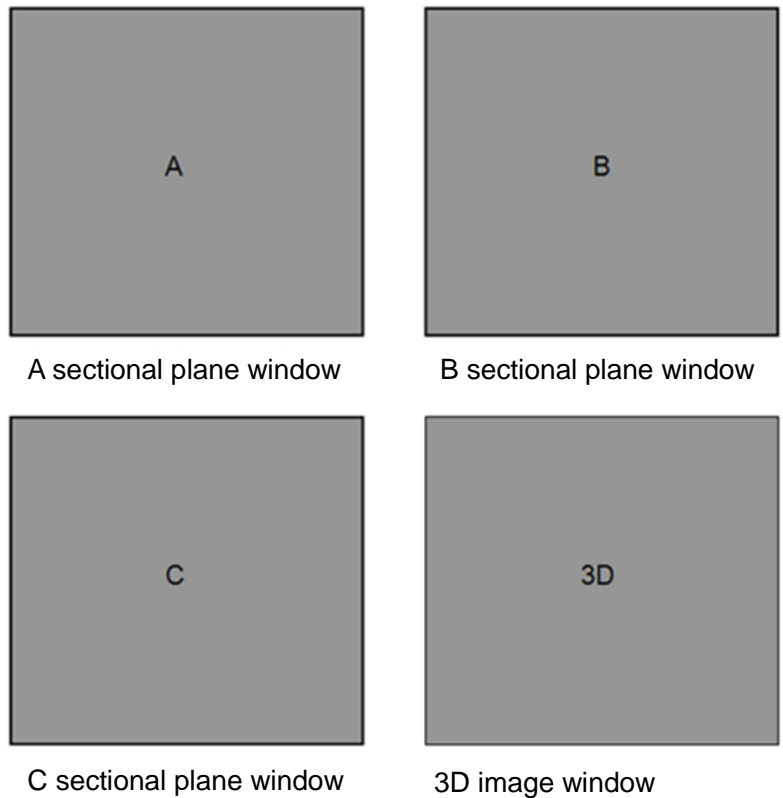 A
B
A sectional plane window
B sectional plane window
C
3D
C sectional plane window
3D image window